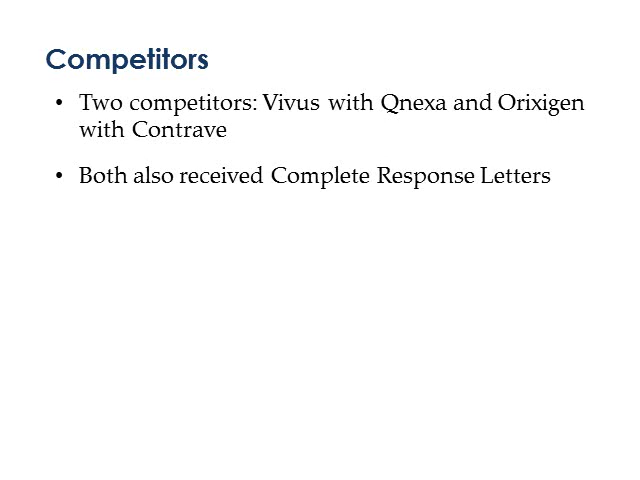 Competitors
• Two competitors: Vivus with Qnexa and Orixigen
with Contrave
• Both also received Complete Response Letters